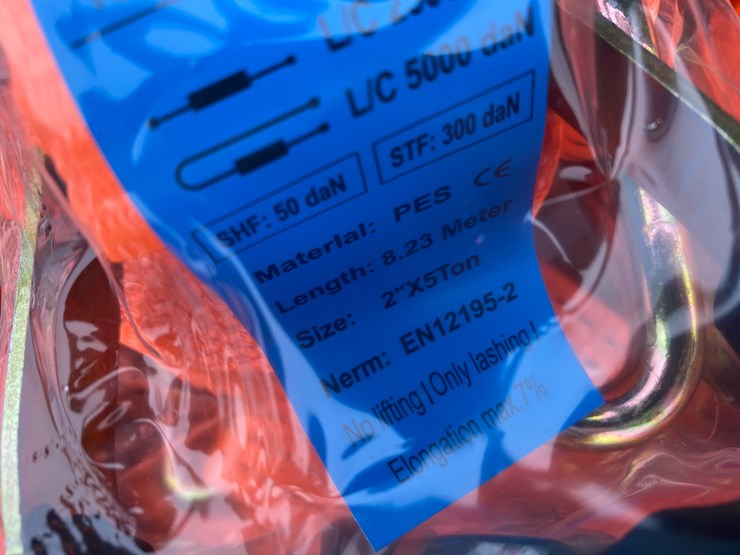 L/C
L/C 5000 daN
SHF: 50 daN
STF: 300 daN
Material: PES CE
Length: 8.23 Meter
Size: 2"X5Ton
Nerm: EN12195-2
No lifting | Only lashing |
Elongation max.7%